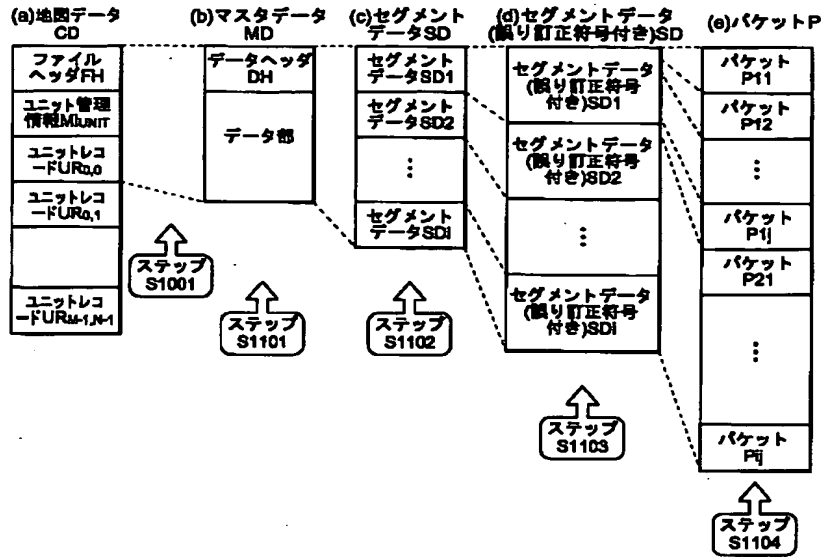 (a)地図データ
CD
ファイル
ヘッダFH
ユニット管理
情報MIUNIT
ユニットレコ
ードUR0,0
ユニットレコ
ードUR0,1
ユニットレコ
ードURM-1,N-1
ステップ
S1001
(b)マスタデータ
MD
データヘッダ
DH
データ部
ステップ
S1101
(c)セグメント
データSD
セグメント
データSD1
セグメント
データSD2
⋮
セグメント
データSDi
ステップ
S1102
(d)セグメントデータ
(誤り訂正符号付き)SD
セグメントデータ
(誤り訂正符号
付き)SD1
セグメントデータ
(誤り訂正符号
付き)SD2
⋮
セグメントデータ
(誤り訂正符号
付き)SDi
ステップ
S1103
(e)パケットP
パケット
P11
パケット
P12
⋮
パケット
P1j
パケット
P21
⋮
パケット
Pij
ステップ
S1104